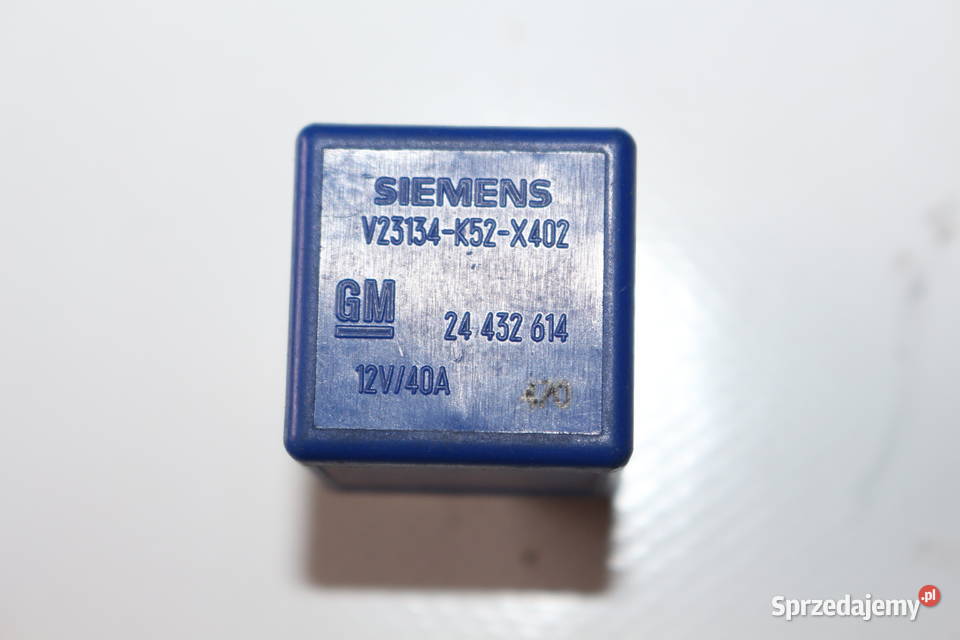 SIEMENS
V23134-K52-X402
GM
24 432 614
12V/40A
Sprzedajemy.pl